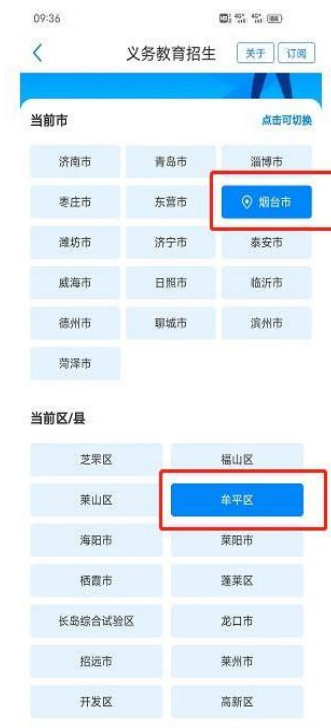 09:36
义务教育招生 关于 订阅
当前市 点击可切换
济南市 青岛市 淄博市
枣庄市 东营市 烟台市
潍坊市 济宁市 泰安市
威海市 日照市 临沂市
德州市 聊城市 滨州市
菏泽市
当前区/县
芝罘区 福山区
莱山区 牟平区
海阳市 莱阳市
栖霞市 蓬莱区
长岛综合试验区 龙口市
招远市 莱州市
开发区 高新区